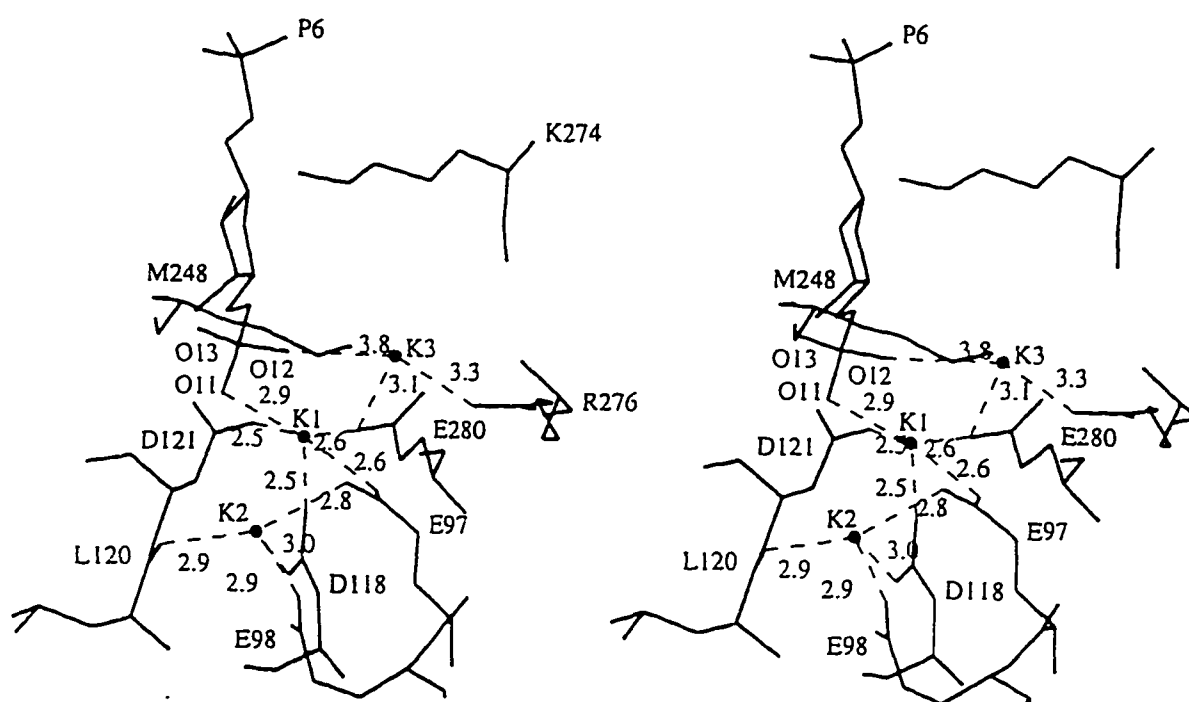 P6
K274
M248
O13
O12
3.8
K3
O11
2.9
3.1
3.3
R276
K1
D121
2.5
2.6
E280
2.6
2.5
2.8
K2
E97
L120
3.0
2.9
2.9
D118
E98
P6
M248
O13
O12
3.8
K3
O11
2.9
3.1
3.3
K1
D121
2.5
2.6
E280
2.6
2.5
2.8
K2
E97
L120
3.0
2.9
2.9
D118
E98